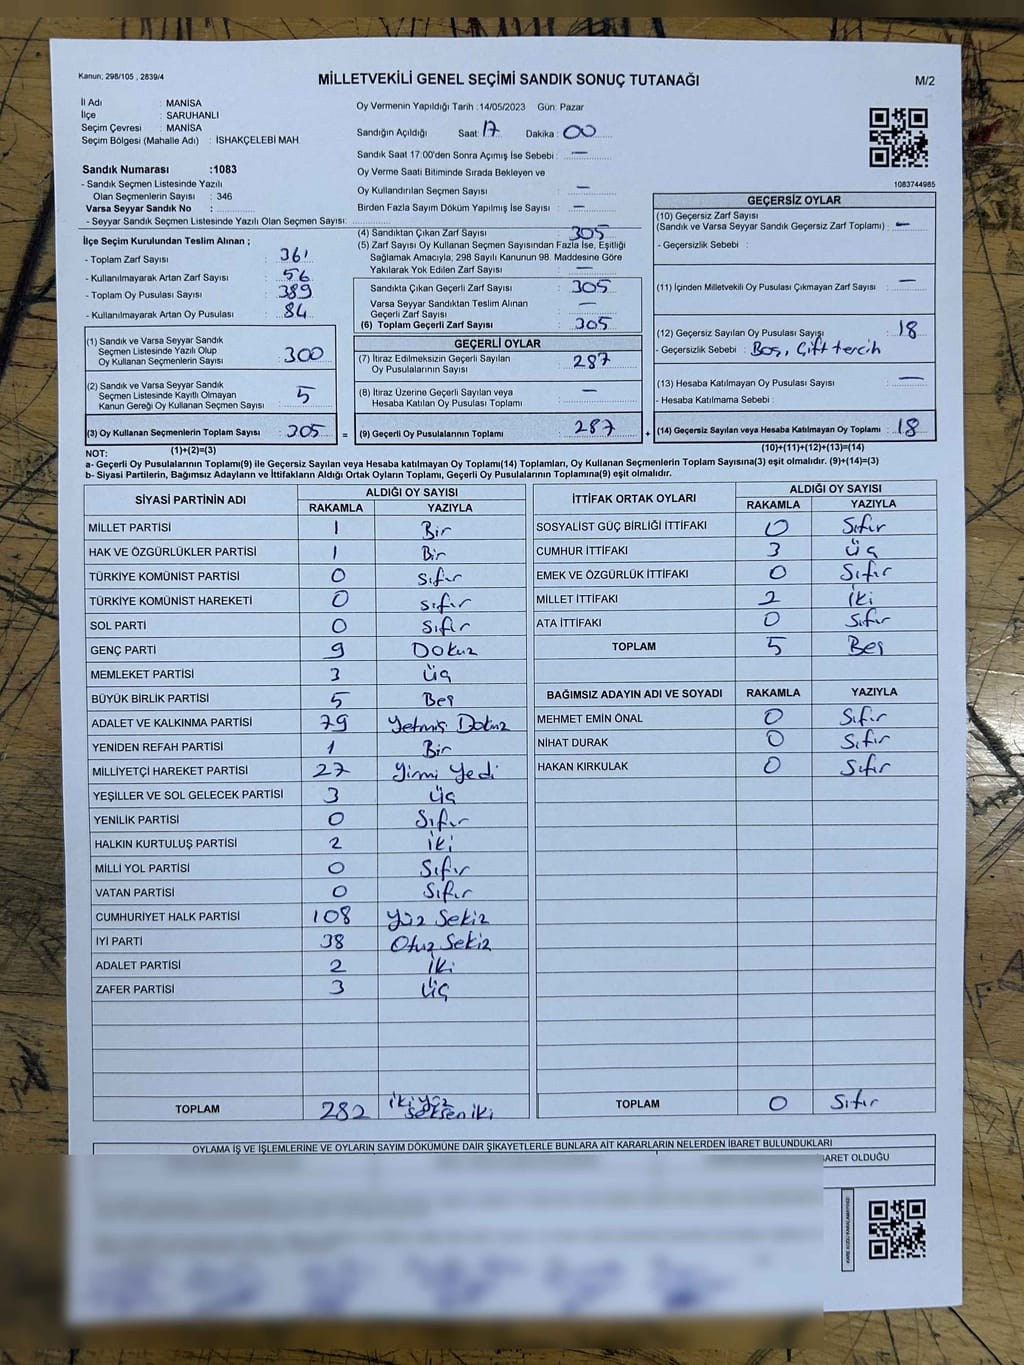 Kanun; 298/105 , 2839/4
MİLLETVEKİLİ GENEL SEÇİMİ SANDIK SONUÇ TUTANAĞI
M/2
İl Adı : MANİSA
İlçe : SARUHANLI
Seçim Çevresi : MANİSA
Seçim Bölgesi (Mahalle Adı) : İSHAKÇELEBİ MAH
Sandık Numarası :1083
- Sandık Seçmen Listesinde Yazılı
Olan Seçmenlerin Sayısı : 346
Varsa Seyyar Sandık No :
- Seyyar Sandık Seçmen Listesinde Yazılı Olan Seçmen Sayısı:
Oy Vermenin Yapıldığı Tarih :14/05/2023 Gün: Pazar
Sandığın Açıldığı Saat: 17 Dakika : 00
Sandık Saat 17:00'den Sonra Açımış İse Sebebi : —
Oy Verme Saati Bitiminde Sırada Bekleyen ve
Oy Kullandırılan Seçmen Sayısı : —
Birden Fazla Sayım Döküm Yapılmış İse Sayısı : —
1083744985
İlçe Seçim Kurulundan Teslim Alınan ;
- Toplam Zarf Sayısı : 361
- Kullanılmayarak Artan Zarf Sayısı : 56
- Toplam Oy Pusulası Sayısı : 389
- Kullanılmayarak Artan Oy Pusulası : 84
(1) Sandık ve Varsa Seyyar Sandık
Seçmen Listesinde Yazılı Olup
Oy Kullanan Seçmenlerin Sayısı : 300
(2) Sandık ve Varsa Seyyar Sandık
Seçmen Listesinde Kayıtlı Olmayan
Kanun Gereği Oy Kullanan Seçmen Sayısı : 5
(3) Oy Kullanan Seçmenlerin Toplam Sayısı : 305
(4) Sandıktan Çıkan Zarf Sayısı : 305
(5) Zarf Sayısı Oy Kullanan Seçmen Sayısından Fazla İse, Eşitliği
Sağlamak Amacıyla, 298 Sayılı Kanunun 98. Maddesine Göre
Yakılarak Yok Edilen Zarf Sayısı : —
Sandıkta Çıkan Geçerli Zarf Sayısı : 305
Varsa Seyyar Sandıktan Teslim Alınan
Geçerli Zarf Sayısı : —
(6) Toplam Geçerli Zarf Sayısı : 305
GEÇERLİ OYLAR
(7) İtiraz Edilmeksizin Geçerli Sayılan
Oy Pusulalarının Sayısı : 287
(8) İtiraz Üzerine Geçerli Sayılan veya
Hesaba Katılan Oy Pusulası Toplamı : —
= (9) Geçerli Oy Pusulalarının Toplamı : 287
GEÇERSİZ OYLAR
(10) Geçersiz Zarf Sayısı
(Sandık ve Varsa Seyyar Sandık Geçersiz Zarf Toplamı) : —
- Geçersizlik Sebebi :
(11) İçinden Milletvekili Oy Pusulası Çıkmayan Zarf Sayısı : —
(12) Geçersiz Sayılan Oy Pusulası Sayısı : 18
- Geçersizlik Sebebi : Boş, Çift tercih
(13) Hesaba Katılmayan Oy Pusulası Sayısı : —
- Hesaba Katılmama Sebebi :
+ (14) Geçersiz Sayılan veya Hesaba Katılmayan Oy Toplamı : 18
NOT: (1)+(2)=(3)
(10)+(11)+(12)+(13)=(14)
a- Geçerli Oy Pusulasının Toplamı(9) ile Geçersiz Sayılan veya Hesaba katılmayan Oy Toplamı(14) Toplamları, Oy Kullanan Seçmenlerin Toplam Sayısına(3) eşit olmalıdır. (9)+(14)=(3)
b- Siyasi Partilerin, Bağımsız Adayların ve İttifakların Aldığı Ortak Oyların Toplamı, Geçerli Oy Pusulalarının Toplamına(9) eşit olmalıdır.
SİYASİ PARTİNİN ADI ALDIĞI OY SAYISI
RAKAMLA YAZIYLA
MİLLET PARTİSİ 1 Bir
HAK VE ÖZGÜRLÜKLER PARTİSİ 1 Bir
TÜRKİYE KOMÜNİST PARTİSİ 0 Sıfır
TÜRKİYE KOMÜNİST HAREKETİ 0 Sıfır
SOL PARTİ 0 Sıfır
GENÇ PARTİ 9 Dokuz
MEMLEKET PARTİSİ 3 Üç
BÜYÜK BİRLİK PARTİSİ 5 Beş
ADALET VE KALKINMA PARTİSİ 79 Yetmiş Dokuz
YENİDEN REFAH PARTİSİ 1 Bir
MİLLİYETÇİ HAREKET PARTİSİ 27 Yirmi Yedi
YEŞİLLER VE SOL GELECEK PARTİSİ 3 Üç
YENİLİK PARTİSİ 0 Sıfır
HALKIN KURTULUŞ PARTİSİ 2 İki
MİLLİ YOL PARTİSİ 0 Sıfır
VATAN PARTİSİ 0 Sıfır
CUMHURİYET HALK PARTİSİ 108 Yüz Sekiz
İYİ PARTİ 38 Otuz Sekiz
ADALET PARTİSİ 2 İki
ZAFER PARTİSİ 3 Üç
TOPLAM 282 İki yüz seksen iki
İTTİFAK ORTAK OYLARI ALDIĞI OY SAYISI
RAKAMLA YAZIYLA
SOSYALİST GÜÇ BİRLİĞİ İTTİFAKI 0 Sıfır
CUMHUR İTTİFAKI 3 Üç
EMEK VE ÖZGÜRLÜK İTTİFAKI 0 Sıfır
MİLLET İTTİFAKI 2 İki
ATA İTTİFAKI 0 Sıfır
TOPLAM 5 Beş
BAĞIMSIZ ADAYIN ADI VE SOYADI RAKAMLA YAZIYLA
MEHMET EMİN ÖNAL 0 Sıfır
NİHAT DURAK 0 Sıfır
HAKAN KIRKULAK 0 Sıfır
TOPLAM 0 Sıfır
OYLAMA İŞ VE İŞLEMLERİNE VE OYLARIN SAYIM DÖKÜMÜNE DAİR ŞİKAYETLERLE BUNLARA AİT KARARLARIN NELERDEN İBARET BULUNDUKLARI
BARET OLDUĞU